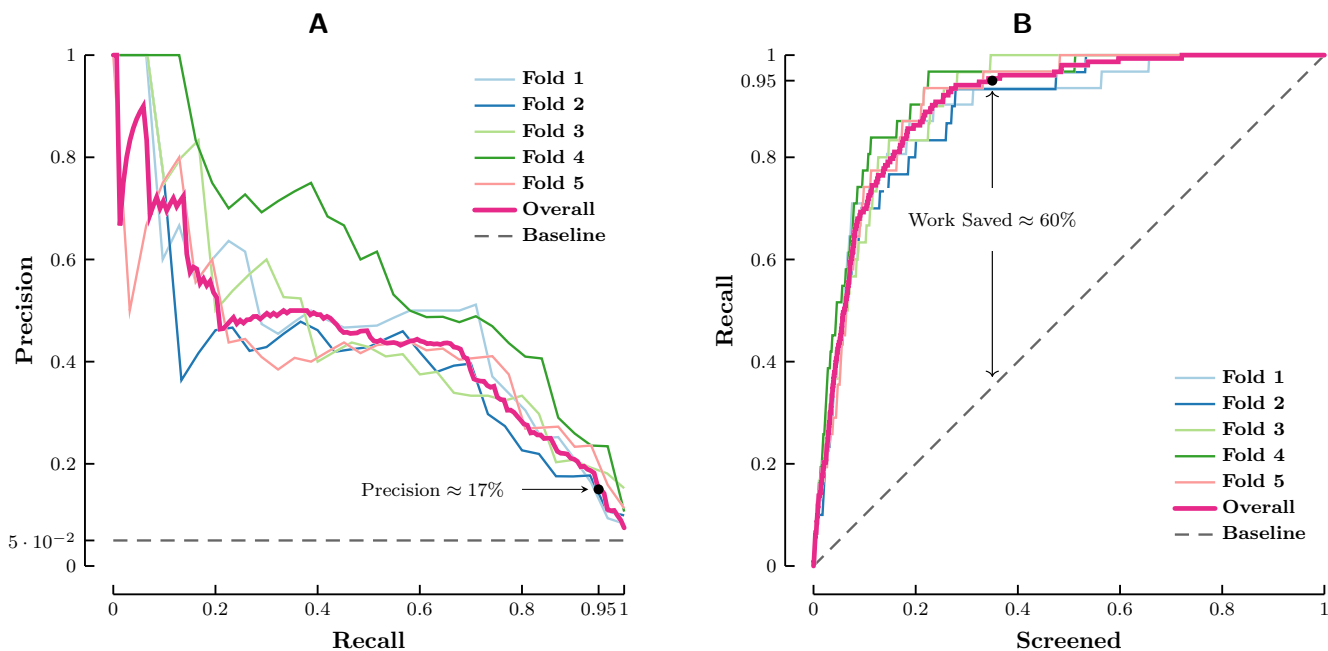 A
Precision
1
0.8
0.6
0.4
0.2
5 · 10⁻²
0
Fold 1
Fold 2
Fold 3
Fold 4
Fold 5
Overall
Baseline
Precision ≈ 17%
0 0.2 0.4 0.6 0.8 0.95 1
Recall
B
Recall
1
0.95
0.8
0.6
0.4
0.2
0
Work Saved ≈ 60%
Fold 1
Fold 2
Fold 3
Fold 4
Fold 5
Overall
Baseline
0 0.2 0.4 0.6 0.8 1
Screened